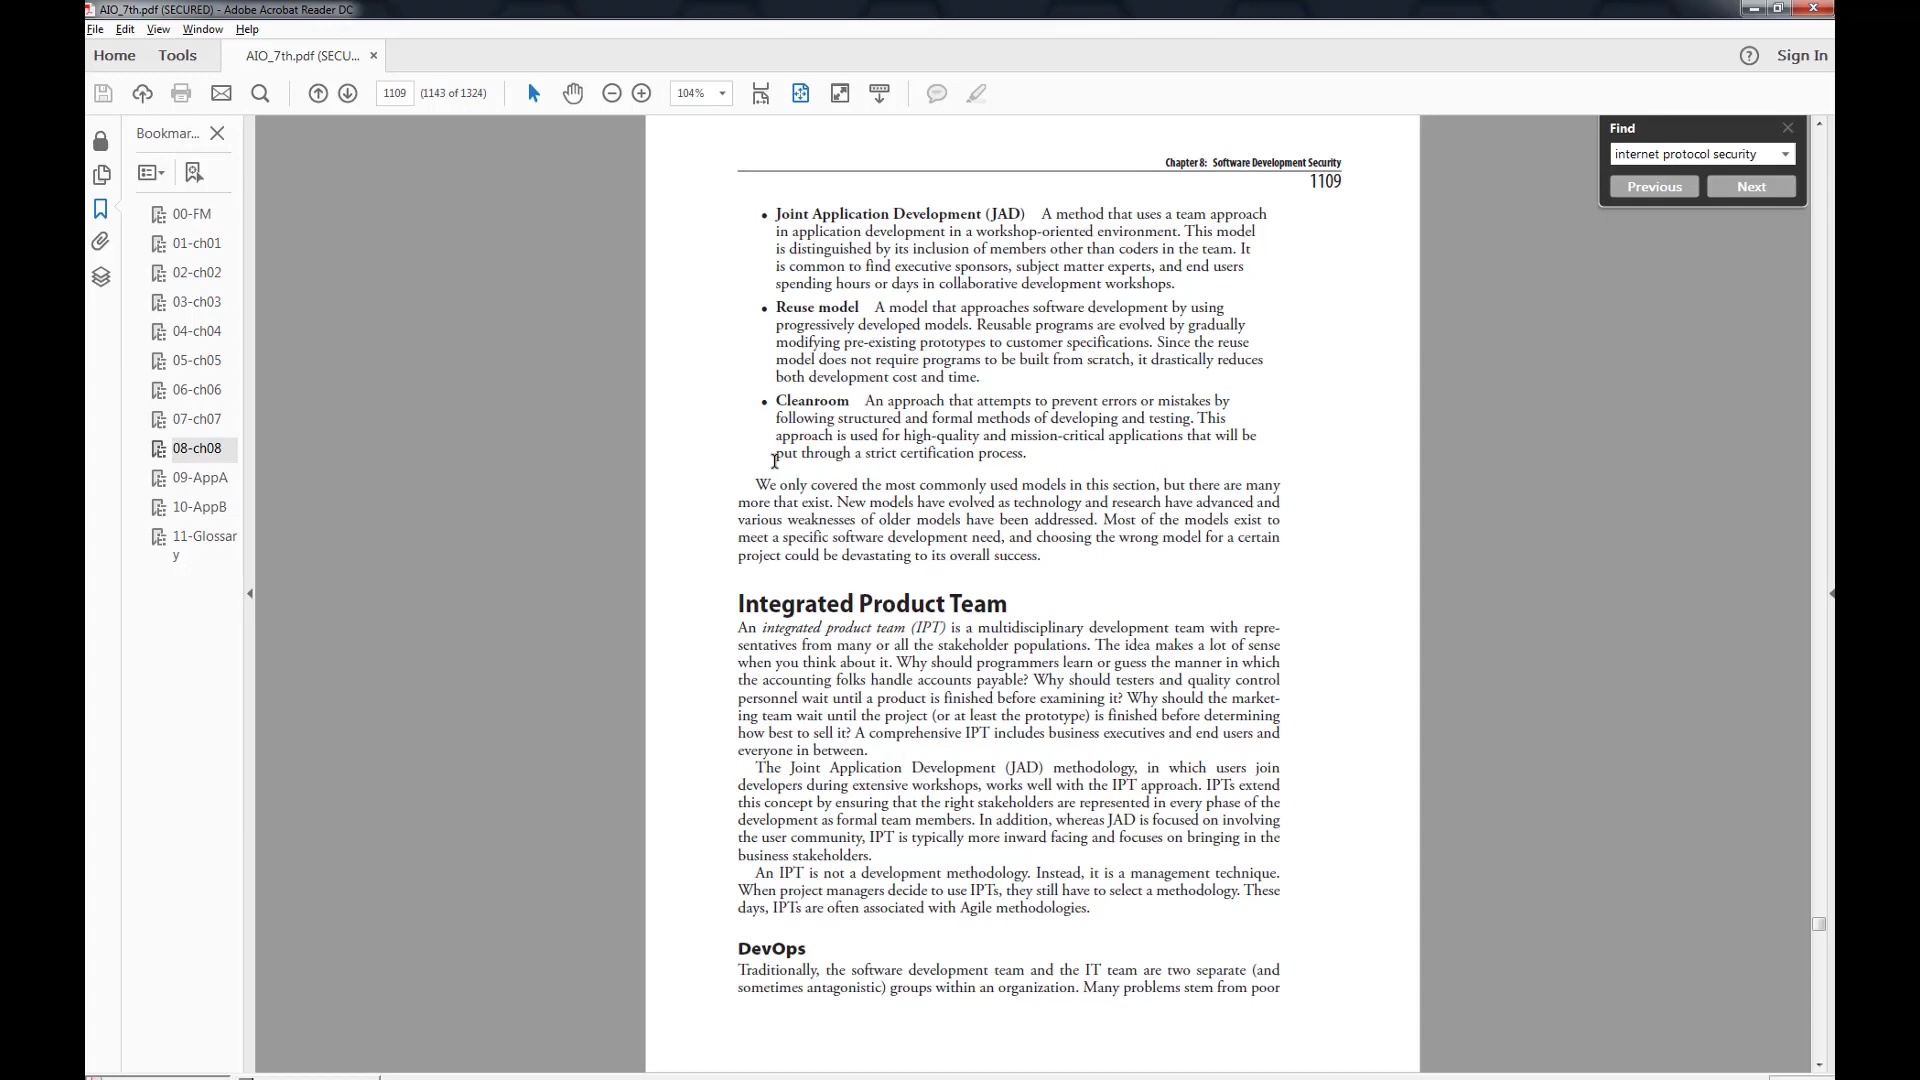 AIO_7th.pdf (SECURED) - Adobe Acrobat Reader DC
File Edit View Window Help
Home Tools AIO_7th.pdf (SECU... Sign In
1109 (1143 of 1324) 104%
Bookmar...
00-FM
01-ch01
02-ch02
03-ch03
04-ch04
05-ch05
06-ch06
07-ch07
08-ch08
09-AppA
10-AppB
11-Glossar
y
Find
internet protocol security
Previous Next
Chapter 8: Software Development Security
1109
• Joint Application Development (JAD) A method that uses a team approach
in application development in a workshop-oriented environment. This model
is distinguished by its inclusion of members other than coders in the team. It
is common to find executive sponsors, subject matter experts, and end users
spending hours or days in collaborative development workshops.
• Reuse model A model that approaches software development by using
progressively developed models. Reusable programs are evolved by gradually
modifying pre-existing prototypes to customer specifications. Since the reuse
model does not require programs to be built from scratch, it drastically reduces
both development cost and time.
• Cleanroom An approach that attempts to prevent errors or mistakes by
following structured and formal methods of developing and testing. This
approach is used for high-quality and mission-critical applications that will be
put through a strict certification process.
We only covered the most commonly used models in this section, but there are many
more that exist. New models have evolved as technology and research have advanced and
various weaknesses of older models have been addressed. Most of the models exist to
meet a specific software development need, and choosing the wrong model for a certain
project could be devastating to its overall success.
Integrated Product Team
An integrated product team (IPT) is a multidisciplinary development team with repre-
sentatives from many or all the stakeholder populations. The idea makes a lot of sense
when you think about it. Why should programmers learn or guess the manner in which
the accounting folks handle accounts payable? Why should testers and quality control
personnel wait until a product is finished before examining it? Why should the market-
ing team wait until the project (or at least the prototype) is finished before determining
how best to sell it? A comprehensive IPT includes business executives and end users and
everyone in between.
The Joint Application Development (JAD) methodology, in which users join
developers during extensive workshops, works well with the IPT approach. IPTs extend
this concept by ensuring that the right stakeholders are represented in every phase of the
development as formal team members. In addition, whereas JAD is focused on involving
the user community, IPT is typically more inward facing and focuses on bringing in the
business stakeholders.
An IPT is not a development methodology. Instead, it is a management technique.
When project managers decide to use IPTs, they still have to select a methodology. These
days, IPTs are often associated with Agile methodologies.
DevOps
Traditionally, the software development team and the IT team are two separate (and
sometimes antagonistic) groups within an organization. Many problems stem from poor